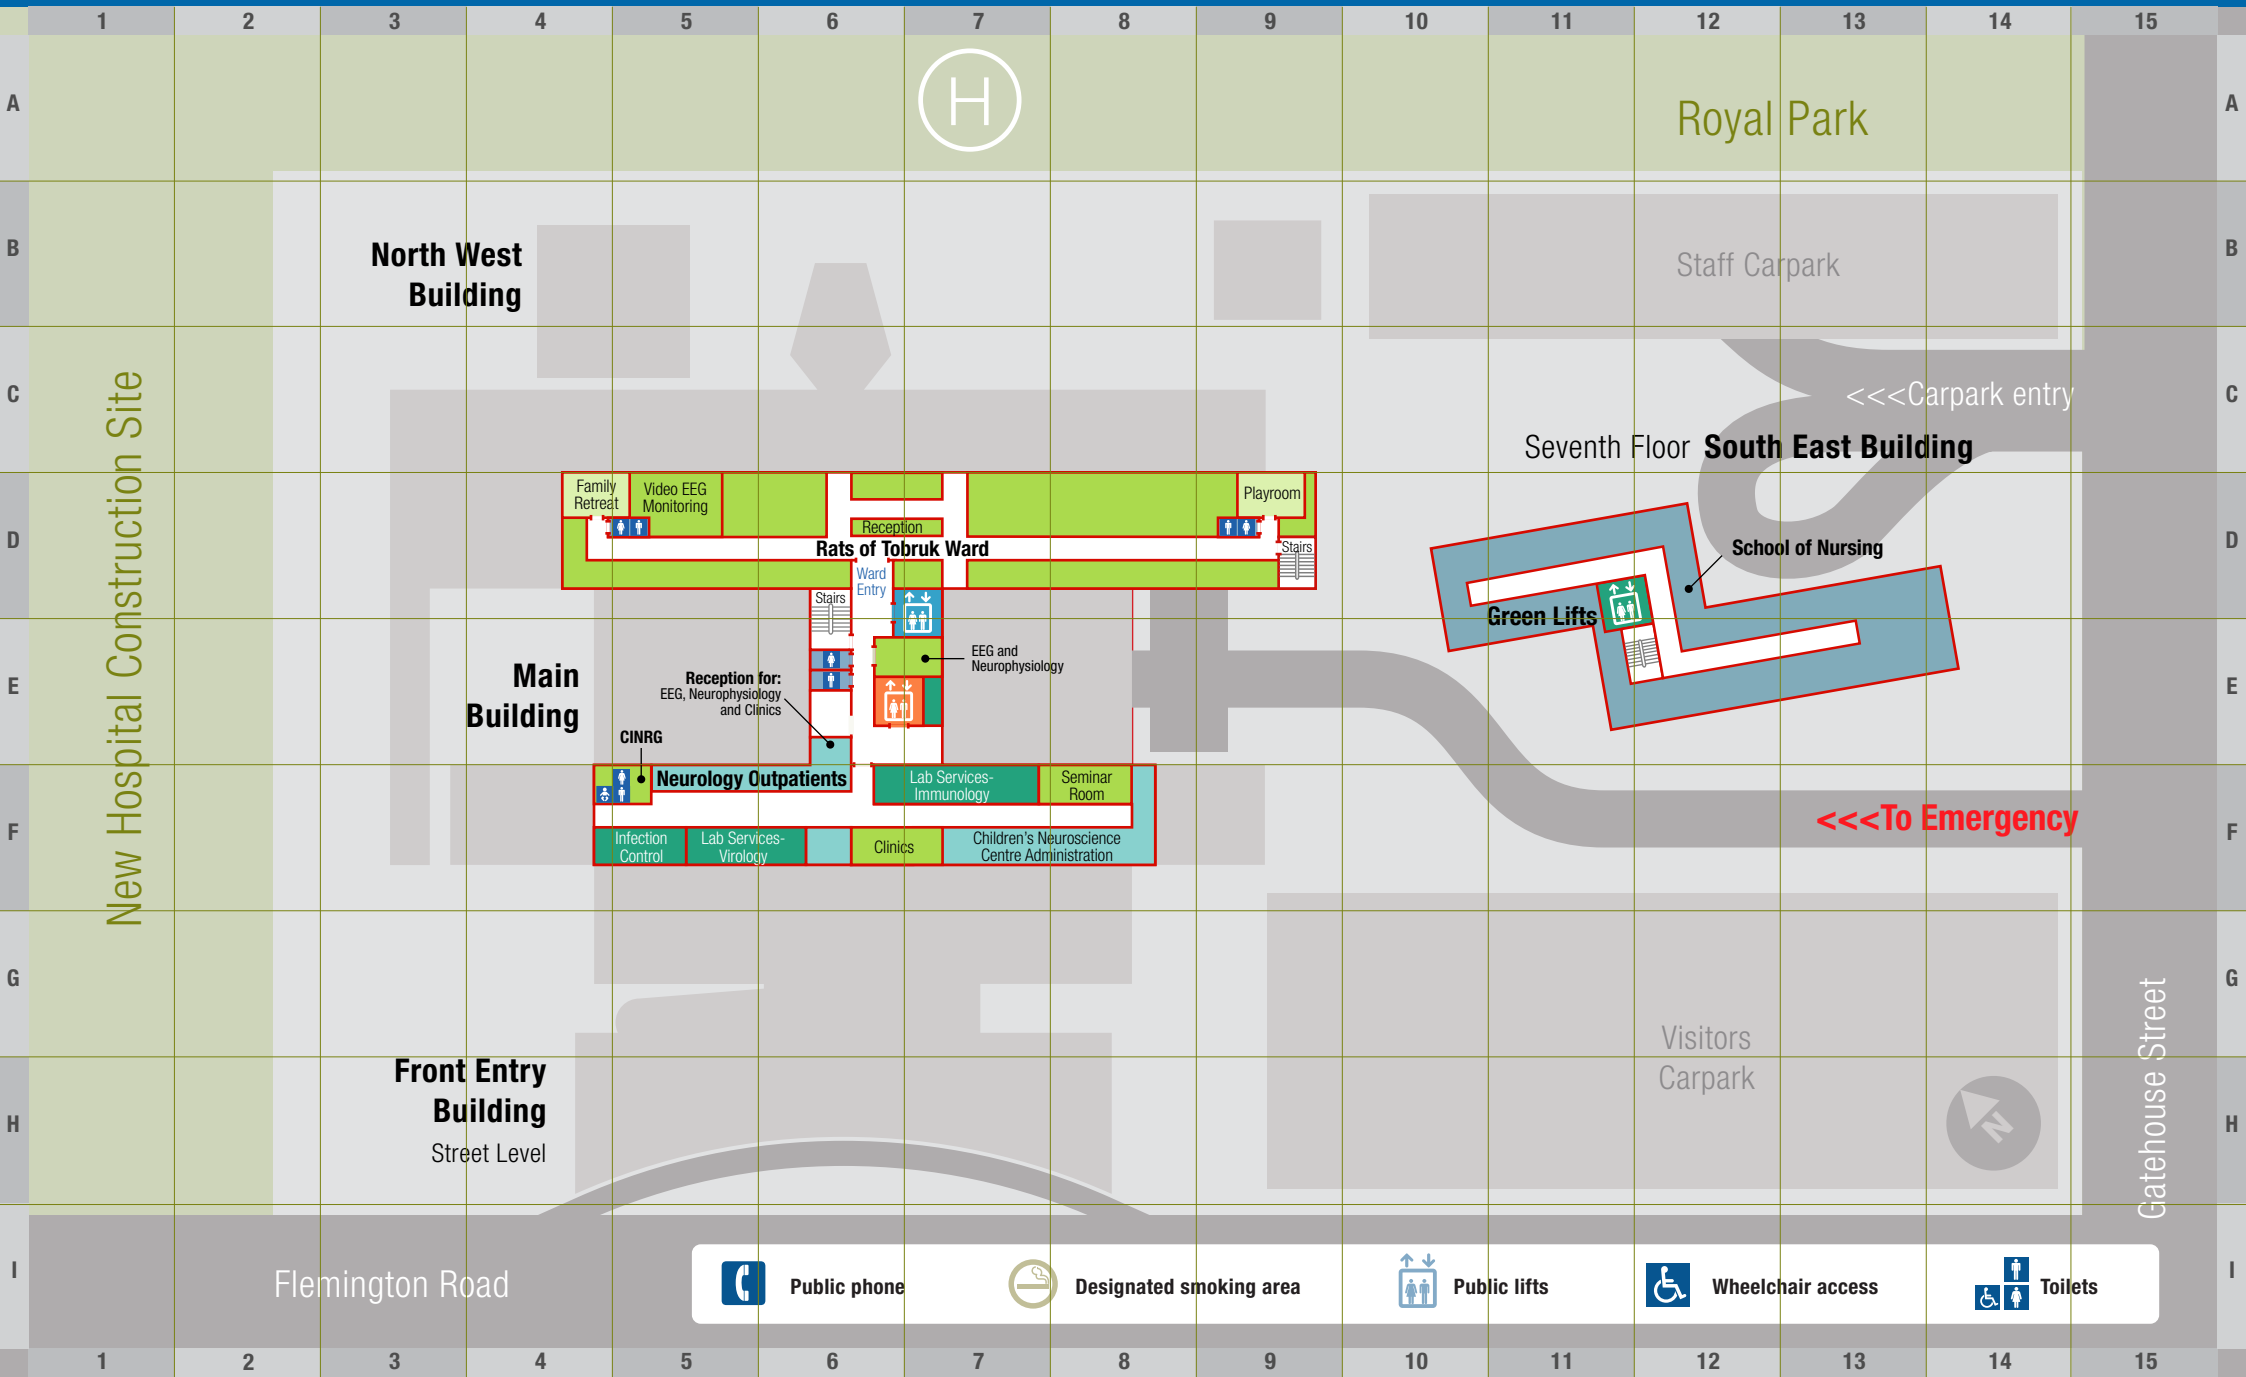 1 2 3 4 5 6 7 8 9 10 11 12 13 14 15
A A
H
Royal Park
B B
North West
Building
Staff Carpark
C C
New Hospital Construction Site
<<<Carpark entry
Seventh Floor South East Building
D D
Family
Retreat
Video EEG
Monitoring
Reception
Playroom
Rats of Tobruk Ward
Stairs
Ward
Entry
Stairs
School of Nursing
Green Lifts
E E
EEG and
Neurophysiology
Main
Building
Reception for:
EEG, Neurophysiology
and Clinics
CINRG
F F
Neurology Outpatients
Lab Services-
Immunology
Seminar
Room
<<<To Emergency
Infection
Control
Lab Services-
Virology
Clinics
Children's Neuroscience
Centre Administration
G G
Visitors
Carpark
Gatehouse Street
Front Entry
Building
Street Level
H H
N
I I
Flemington Road
Public phone
Designated smoking area
Public lifts
Wheelchair access
Toilets
1 2 3 4 5 6 7 8 9 10 11 12 13 14 15